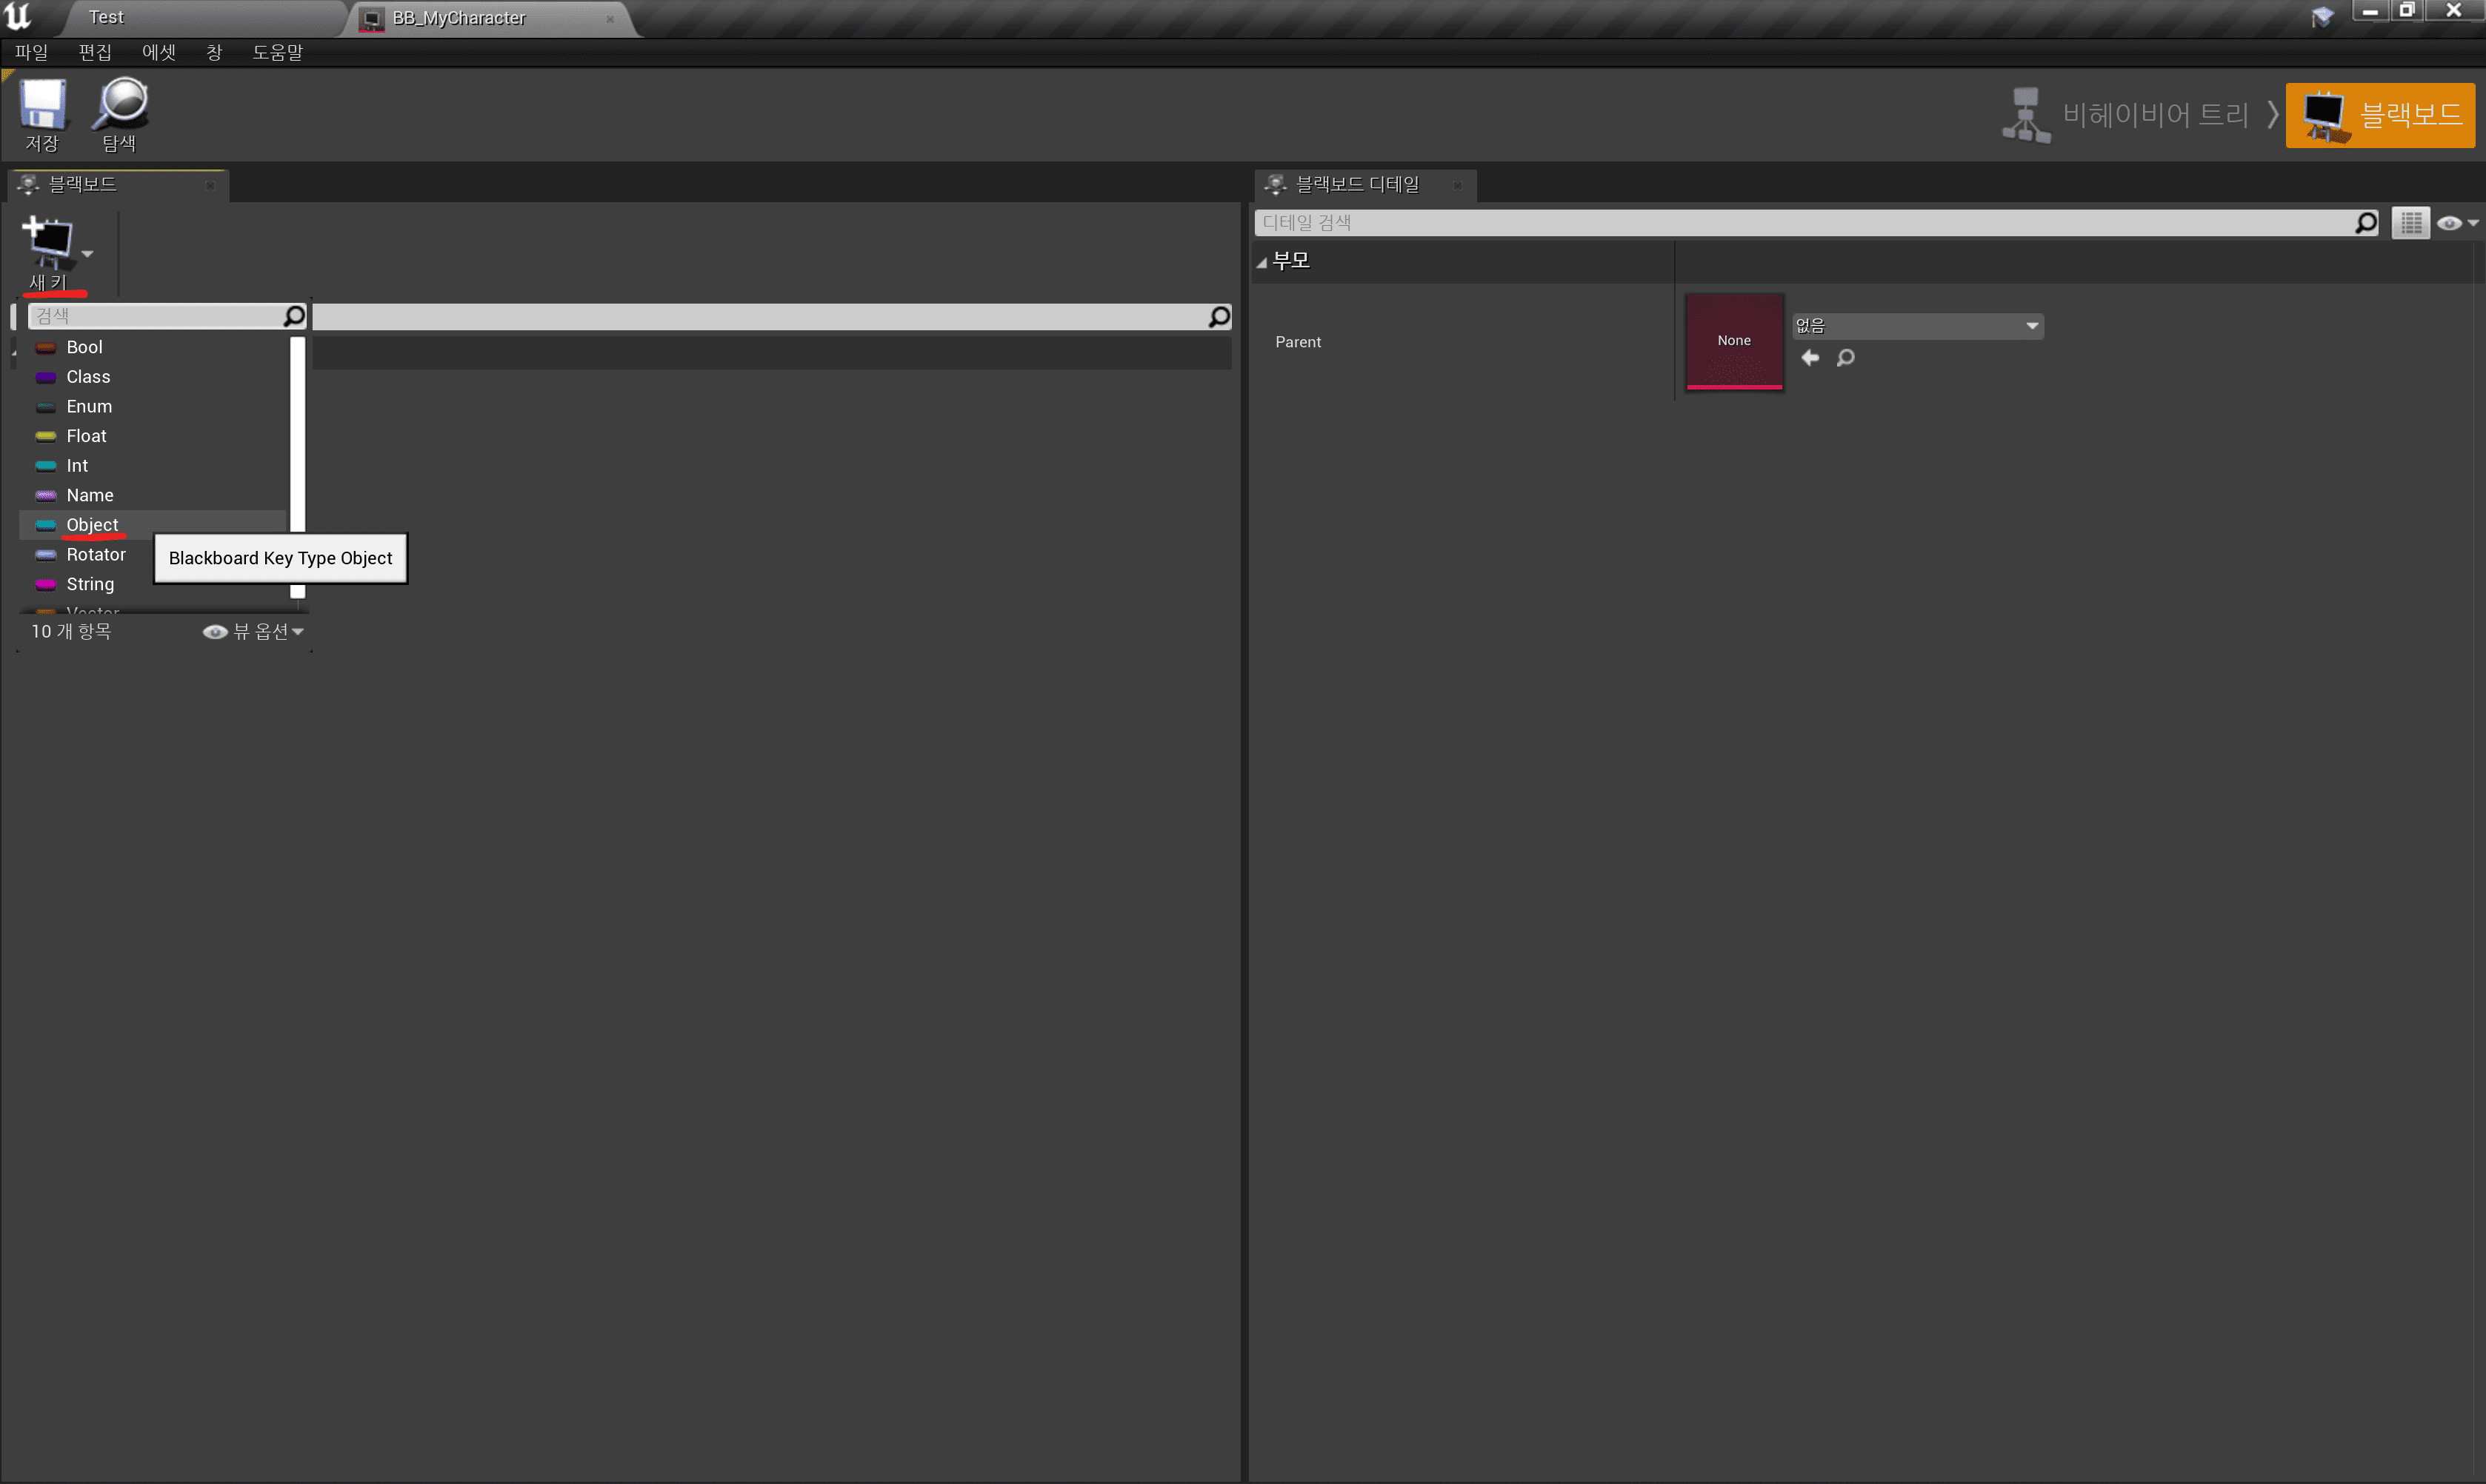 Test
BB_MyCharacter
파일 편집 에셋 창 도움말
저장
탐색
비헤이비어 트리
블랙보드
블랙보드
새 키
검색
Bool
Class
Enum
Float
Int
Name
Object
Rotator
String
Vector
Blackboard Key Type Object
10 개 항목
뷰 옵션
블랙보드 디테일
디테일 검색
부모
Parent
None
없음